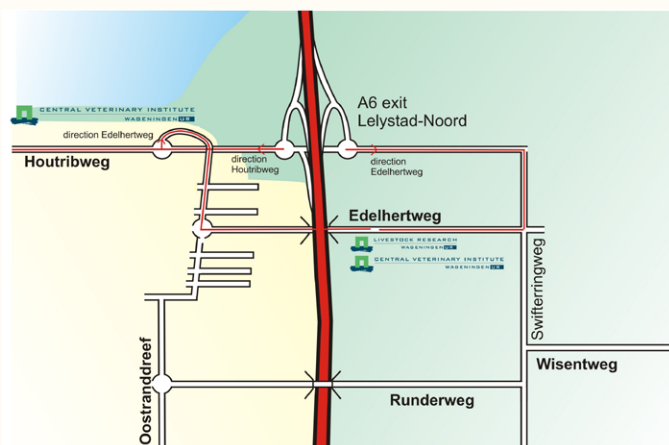 CENTRAL VETERINARY INSTITUTE
WAGENINGEN UR
direction Edelhertweg
Houtribweg
direction
Houtribweg
A6 exit
Lelystad-Noord
direction
Edelhertweg
Edelhertweg
LIVESTOCK RESEARCH
WAGENINGEN UR
CENTRAL VETERINARY INSTITUTE
WAGENINGEN UR
Swifterringweg
Wisentweg
Oostranddreef
Runderweg